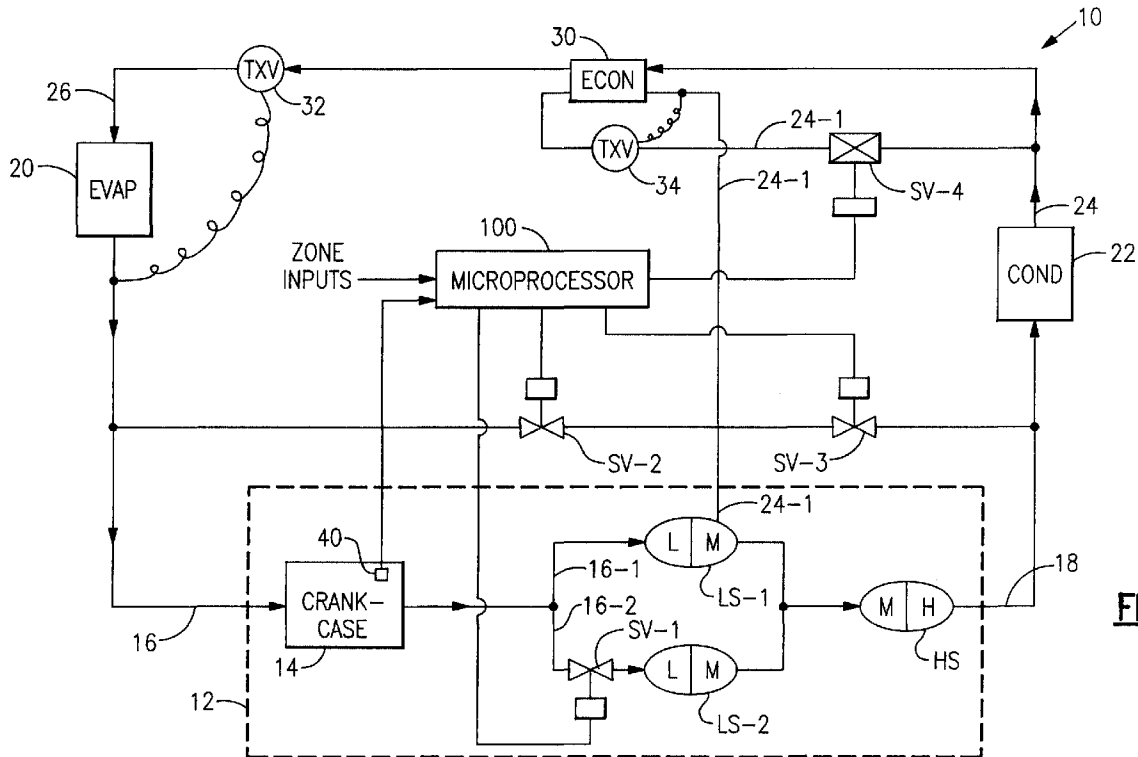 10
30
ECON
TXV
32
26
20
EVAP
TXV
34
24-1
SV-4
24-1
24
22
COND
100
ZONE
INPUTS
MICROPROCESSOR
SV-2
SV-3
24-1
40
CRANK-
CASE
14
16
16-1
16-2
SV-1
L M
LS-1
L M
LS-2
M H
HS
18
12